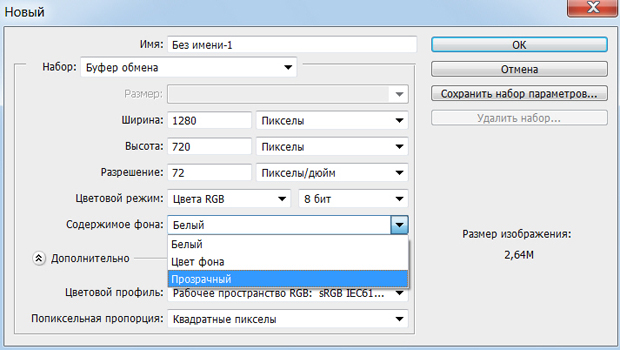 Новый
Имя: Без имени-1
ОК
Набор: Буфер обмена
Отмена
Размер:
Сохранить набор параметров...
Ширина: 1280 Пикселы
Удалить набор...
Высота: 720 Пикселы
Разрешение: 72 Пикселы/дюйм
Цветовой режим: Цвета RGB 8 бит
Содержимое фона: Белый
Размер изображения:
2,64M
Белый
Цвет фона
Дополнительно
Прозрачный
Цветовой профиль: Рабочее пространство RGB: sRGB IEC61...
Попиксельная пропорция: Квадратные пикселы